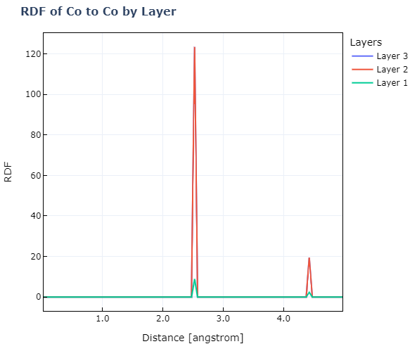 RDF of Co to Co by Layer
Layers
Layer 3
Layer 2
Layer 1
120
100
80
60
40
20
0
RDF
1.0 2.0 3.0 4.0
Distance [angstrom]